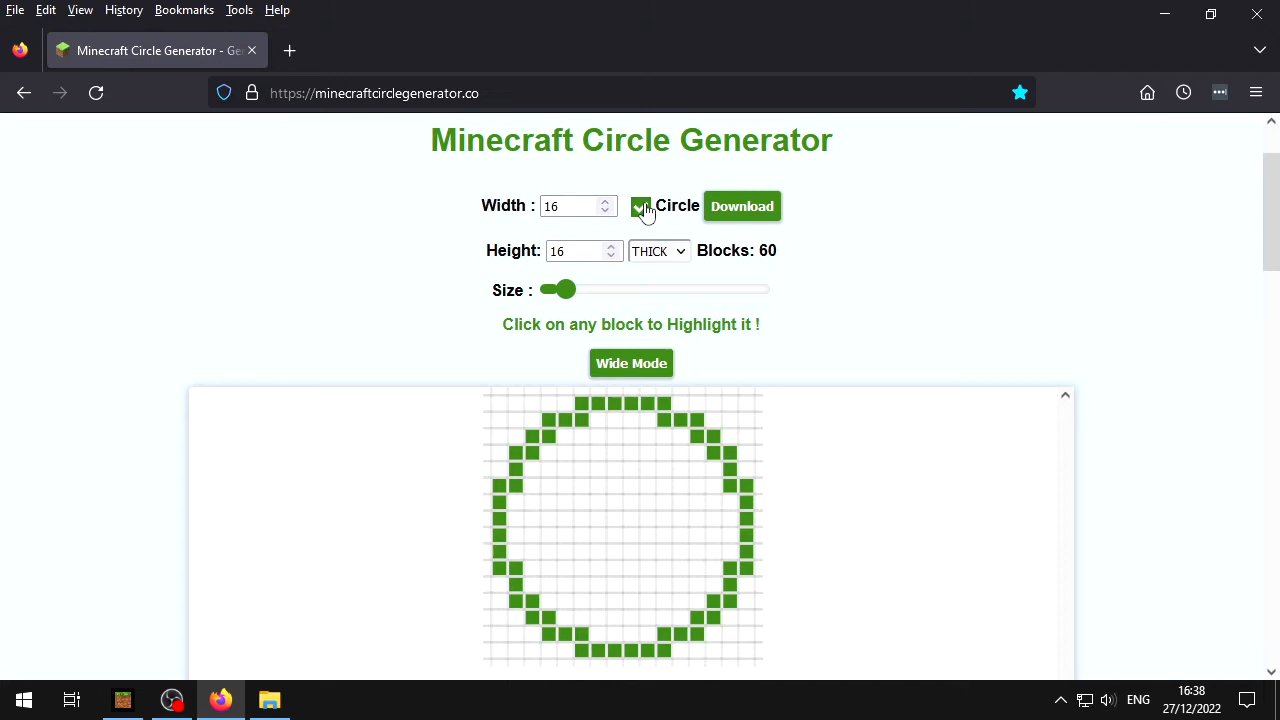 File Edit View History Bookmarks Tools Help
Minecraft Circle Generator - Ge
https://minecraftcirclegenerator.co
Minecraft Circle Generator
Width : 16 Circle Download
Height: 16 THICK Blocks: 60
Size :
Click on any block to Highlight it !
Wide Mode
ENG
16:38
27/12/2022